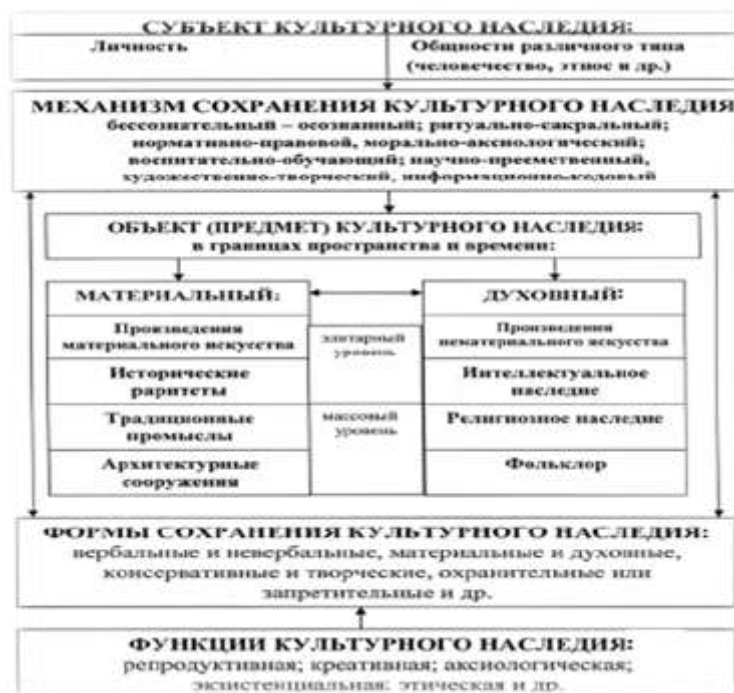 СУБЪЕКТ КУЛЬТУРНОГО НАСЛЕДИЯ:
Личность
Общности различного типа
(человечество, этнос и др.)
МЕХАНИЗМ СОХРАНЕНИЯ КУЛЬТУРНОГО НАСЛЕДИЯ
бессознательный – осознанный; ритуально-сакральный;
нормативно-правовой, морально-аксиологический;
воспитательно-обучающий; научно-преемственный,
художественно-творческий, информационно-кодовый
ОБЪЕКТ (ПРЕДМЕТ) КУЛЬТУРНОГО НАСЛЕДИЯ:
в границах пространства и времени:
МАТЕРИАЛЬНЫЙ:
Произведения
материального искусства
Исторические
раритеты
Традиционные
промыслы
Архитектурные
сооружения
элитарный
уровень
массовый
уровень
ДУХОВНЫЙ:
Произведения
нематериального искусства
Интеллектуальное
наследие
Религиозное наследие
Фольклор
ФОРМЫ СОХРАНЕНИЯ КУЛЬТУРНОГО НАСЛЕДИЯ:
вербальные и невербальные, материальные и духовные,
консервативные и творческие, охранительные или
запретительные и др.
ФУНКЦИИ КУЛЬТУРНОГО НАСЛЕДИЯ:
репродуктивная; креативная; аксиологическая;
экзистенциальная; этическая и др.